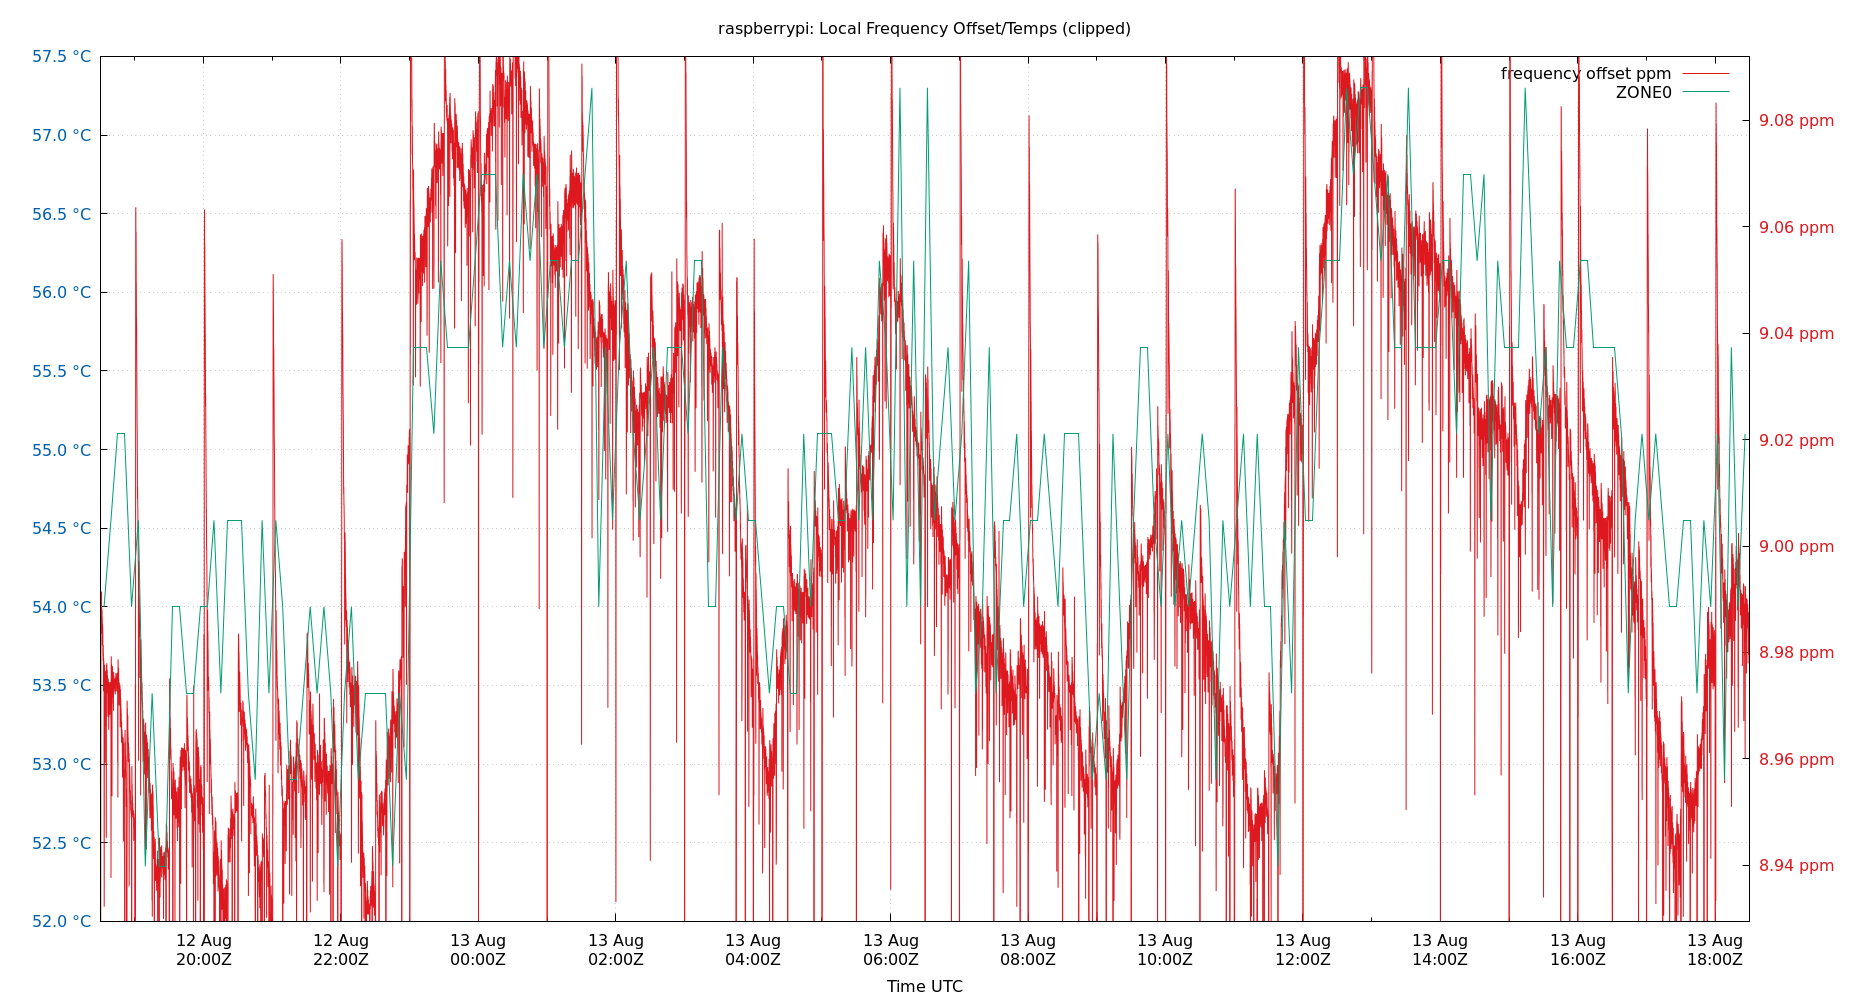 raspberrypi: Local Frequency Offset/Temps (clipped)
57.5 °C
57.0 °C
56.5 °C
56.0 °C
55.5 °C
55.0 °C
54.5 °C
54.0 °C
53.5 °C
53.0 °C
52.5 °C
52.0 °C
frequency offset ppm
ZONE0
9.08 ppm
9.06 ppm
9.04 ppm
9.02 ppm
9.00 ppm
8.98 ppm
8.96 ppm
8.94 ppm
12 Aug 12 Aug 13 Aug 13 Aug 13 Aug 13 Aug 13 Aug 13 Aug 13 Aug 13 Aug 13 Aug 13 Aug
20:00Z 22:00Z 00:00Z 02:00Z 04:00Z 06:00Z 08:00Z 10:00Z 12:00Z 14:00Z 16:00Z 18:00Z
Time UTC